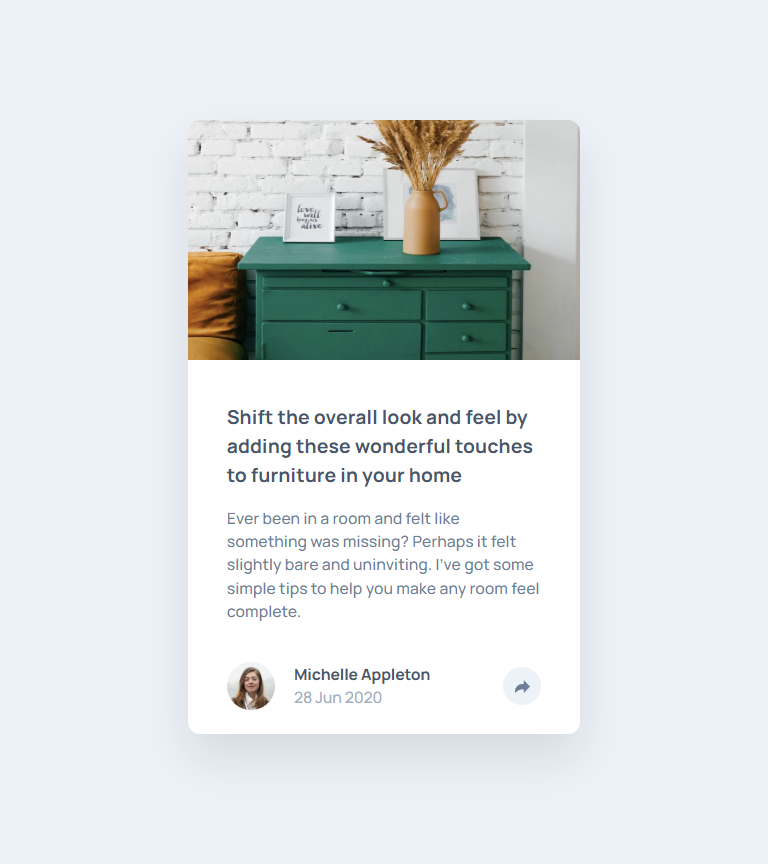 love
will
alive
Shift the overall look and feel by
adding these wonderful touches
to furniture in your home
Ever been in a room and felt like
something was missing? Perhaps it felt
slightly bare and uninviting. I’ve got some
simple tips to help you make any room feel
complete.
Michelle Appleton
28 Jun 2020